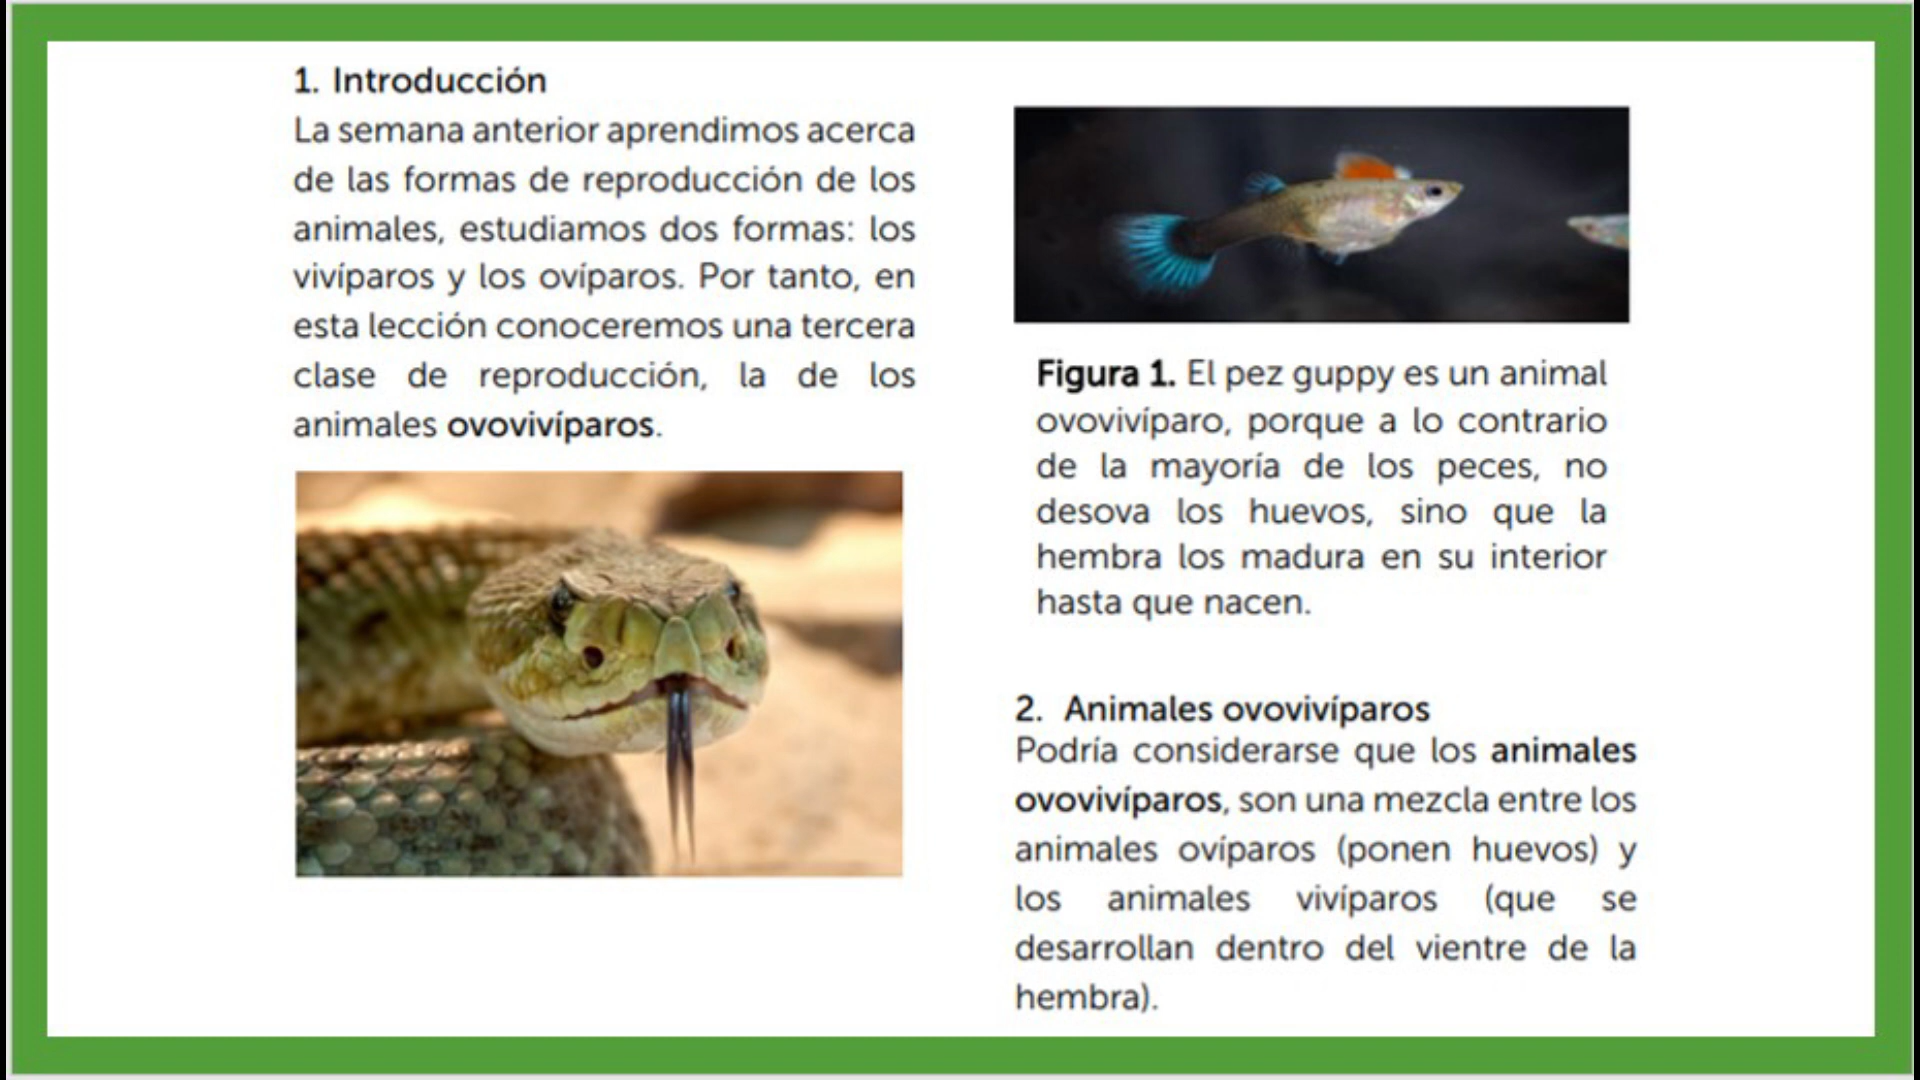 1. Introducción
La semana anterior aprendimos acerca
de las formas de reproducción de los
animales, estudiamos dos formas: los
vivíparos y los ovíparos. Por tanto, en
esta lección conoceremos una tercera
clase de reproducción, la de los
animales ovovivíparos.
Figura 1. El pez guppy es un animal
ovovivíparo, porque a lo contrario
de la mayoría de los peces, no
desova los huevos, sino que la
hembra los madura en su interior
hasta que nacen.
2. Animales ovovivíparos
Podría considerarse que los animales
ovovivíparos, son una mezcla entre los
animales ovíparos (ponen huevos) y
los animales vivíparos (que se
desarrollan dentro del vientre de la
hembra).